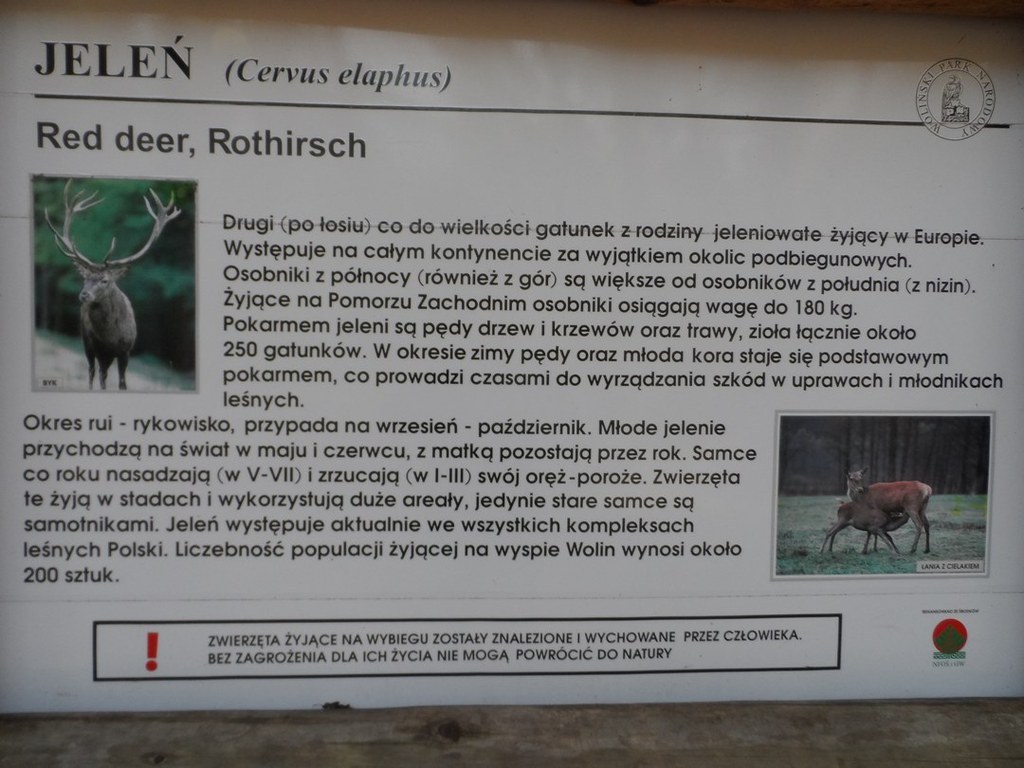 JELEŃ (Cervus elaphus)
WOLIŃSKI PARK NARODOWY
Red deer, Rothirsch
Drugi (po łosiu) co do wielkości gatunek z rodziny jeleniowate żyjący w Europie.
Występuje na całym kontynencie za wyjątkiem okolic podbiegunowych.
Osobniki z północy (również z gór) są większe od osobników z południa (z nizin).
Żyjące na Pomorzu Zachodnim osobniki osiągają wagę do 180 kg.
Pokarmem jeleni są pędy drzew i krzewów oraz trawy, zioła łącznie około
250 gatunków. W okresie zimy pędy oraz młoda kora staje się podstawowym
pokarmem, co prowadzi czasami do wyrządzania szkód w uprawach i młodnikach
leśnych.
BYK
Okres rui - rykowisko, przypada na wrzesień - październik. Młode jelenie
przychodzą na świat w maju i czerwcu, z matką pozostają przez rok. Samce
co roku nasadzają (w V-VII) i zrzucają (w I-III) swój oręż-poroże. Zwierzęta
te żyją w stadach i wykorzystują duże areały, jedynie stare samce są
samotnikami. Jeleń występuje aktualnie we wszystkich kompleksach
leśnych Polski. Liczebność populacji żyjącej na wyspie Wolin wynosi około
200 sztuk.
ŁANIA Z CIELAKIEM
! ZWIERZĘTA ŻYJĄCE NA WYBIEGU ZOSTAŁY ZNALEZIONE I WYCHOWANE PRZEZ CZŁOWIEKA.
BEZ ZAGROŻENIA DLA ICH ŻYCIA NIE MOGĄ POWRÓCIĆ DO NATURY
NFOŚ i GW